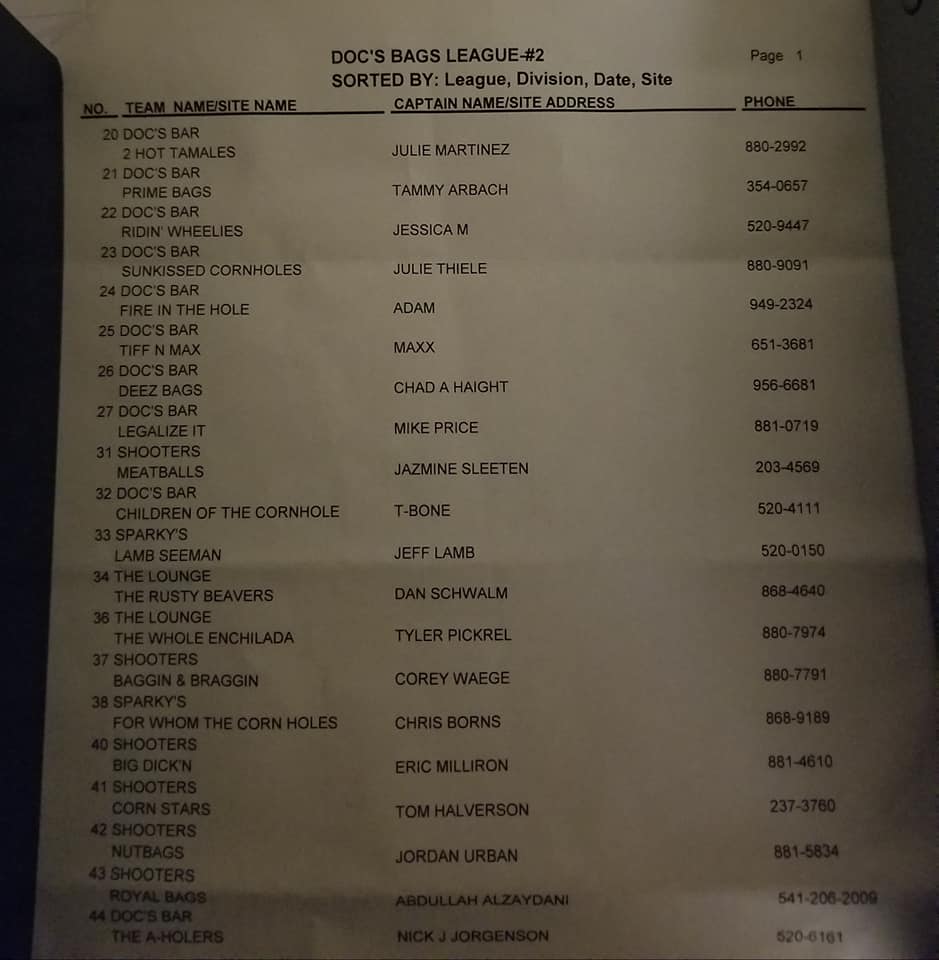 DOC'S BAGS LEAGUE-#2 Page 1
SORTED BY: League, Division, Date, Site
NO. TEAM NAME/SITE NAME CAPTAIN NAME/SITE ADDRESS PHONE
20 DOC'S BAR
2 HOT TAMALES JULIE MARTINEZ 880-2992
21 DOC'S BAR
PRIME BAGS TAMMY ARBACH 354-0657
22 DOC'S BAR
RIDIN' WHEELIES JESSICA M 520-9447
23 DOC'S BAR
SUNKISSED CORNHOLES JULIE THIELE 880-9091
24 DOC'S BAR
FIRE IN THE HOLE ADAM 949-2324
25 DOC'S BAR
TIFF N MAX MAXX 651-3681
26 DOC'S BAR
DEEZ BAGS CHAD A HAIGHT 956-6681
27 DOC'S BAR
LEGALIZE IT MIKE PRICE 881-0719
31 SHOOTERS
MEATBALLS JAZMINE SLEETEN 203-4569
32 DOC'S BAR
CHILDREN OF THE CORNHOLE T-BONE 520-4111
33 SPARKY'S
LAMB SEEMAN JEFF LAMB 520-0150
34 THE LOUNGE
THE RUSTY BEAVERS DAN SCHWALM 868-4640
36 THE LOUNGE
THE WHOLE ENCHILADA TYLER PICKREL 880-7974
37 SHOOTERS
BAGGIN & BRAGGIN COREY WAEGE 880-7791
38 SPARKY'S
FOR WHOM THE CORN HOLES CHRIS BORNS 868-9189
40 SHOOTERS
BIG DICK'N ERIC MILLIRON 881-4610
41 SHOOTERS
CORN STARS TOM HALVERSON 237-3760
42 SHOOTERS
NUTBAGS JORDAN URBAN 881-5834
43 SHOOTERS
ROYAL BAGS ABDULLAH ALZAYDANI 541-206-2009
44 DOC'S BAR
THE A-HOLERS NICK J JORGENSON 520-6161